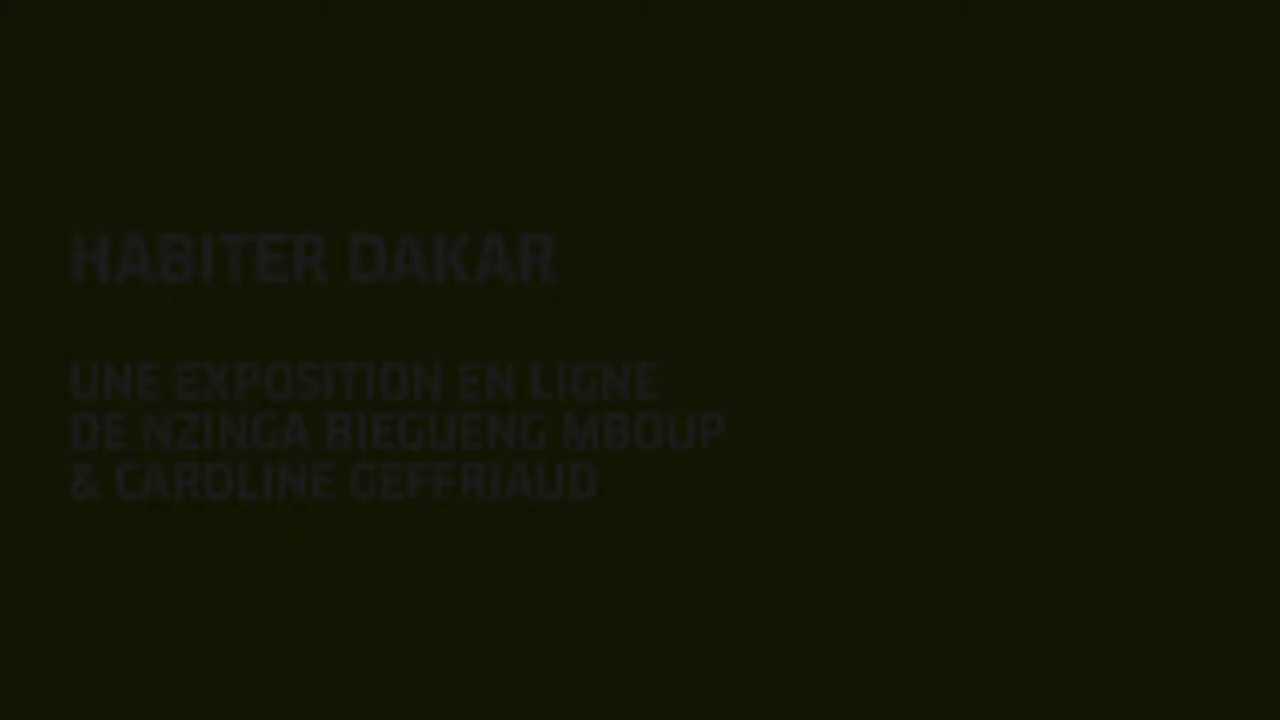 HABITER DAKAR
UNE EXPOSITION EN LIGNE
DE NZINGA BIEGUENG MBOUP
& CAROLINE GEFFRIAUD